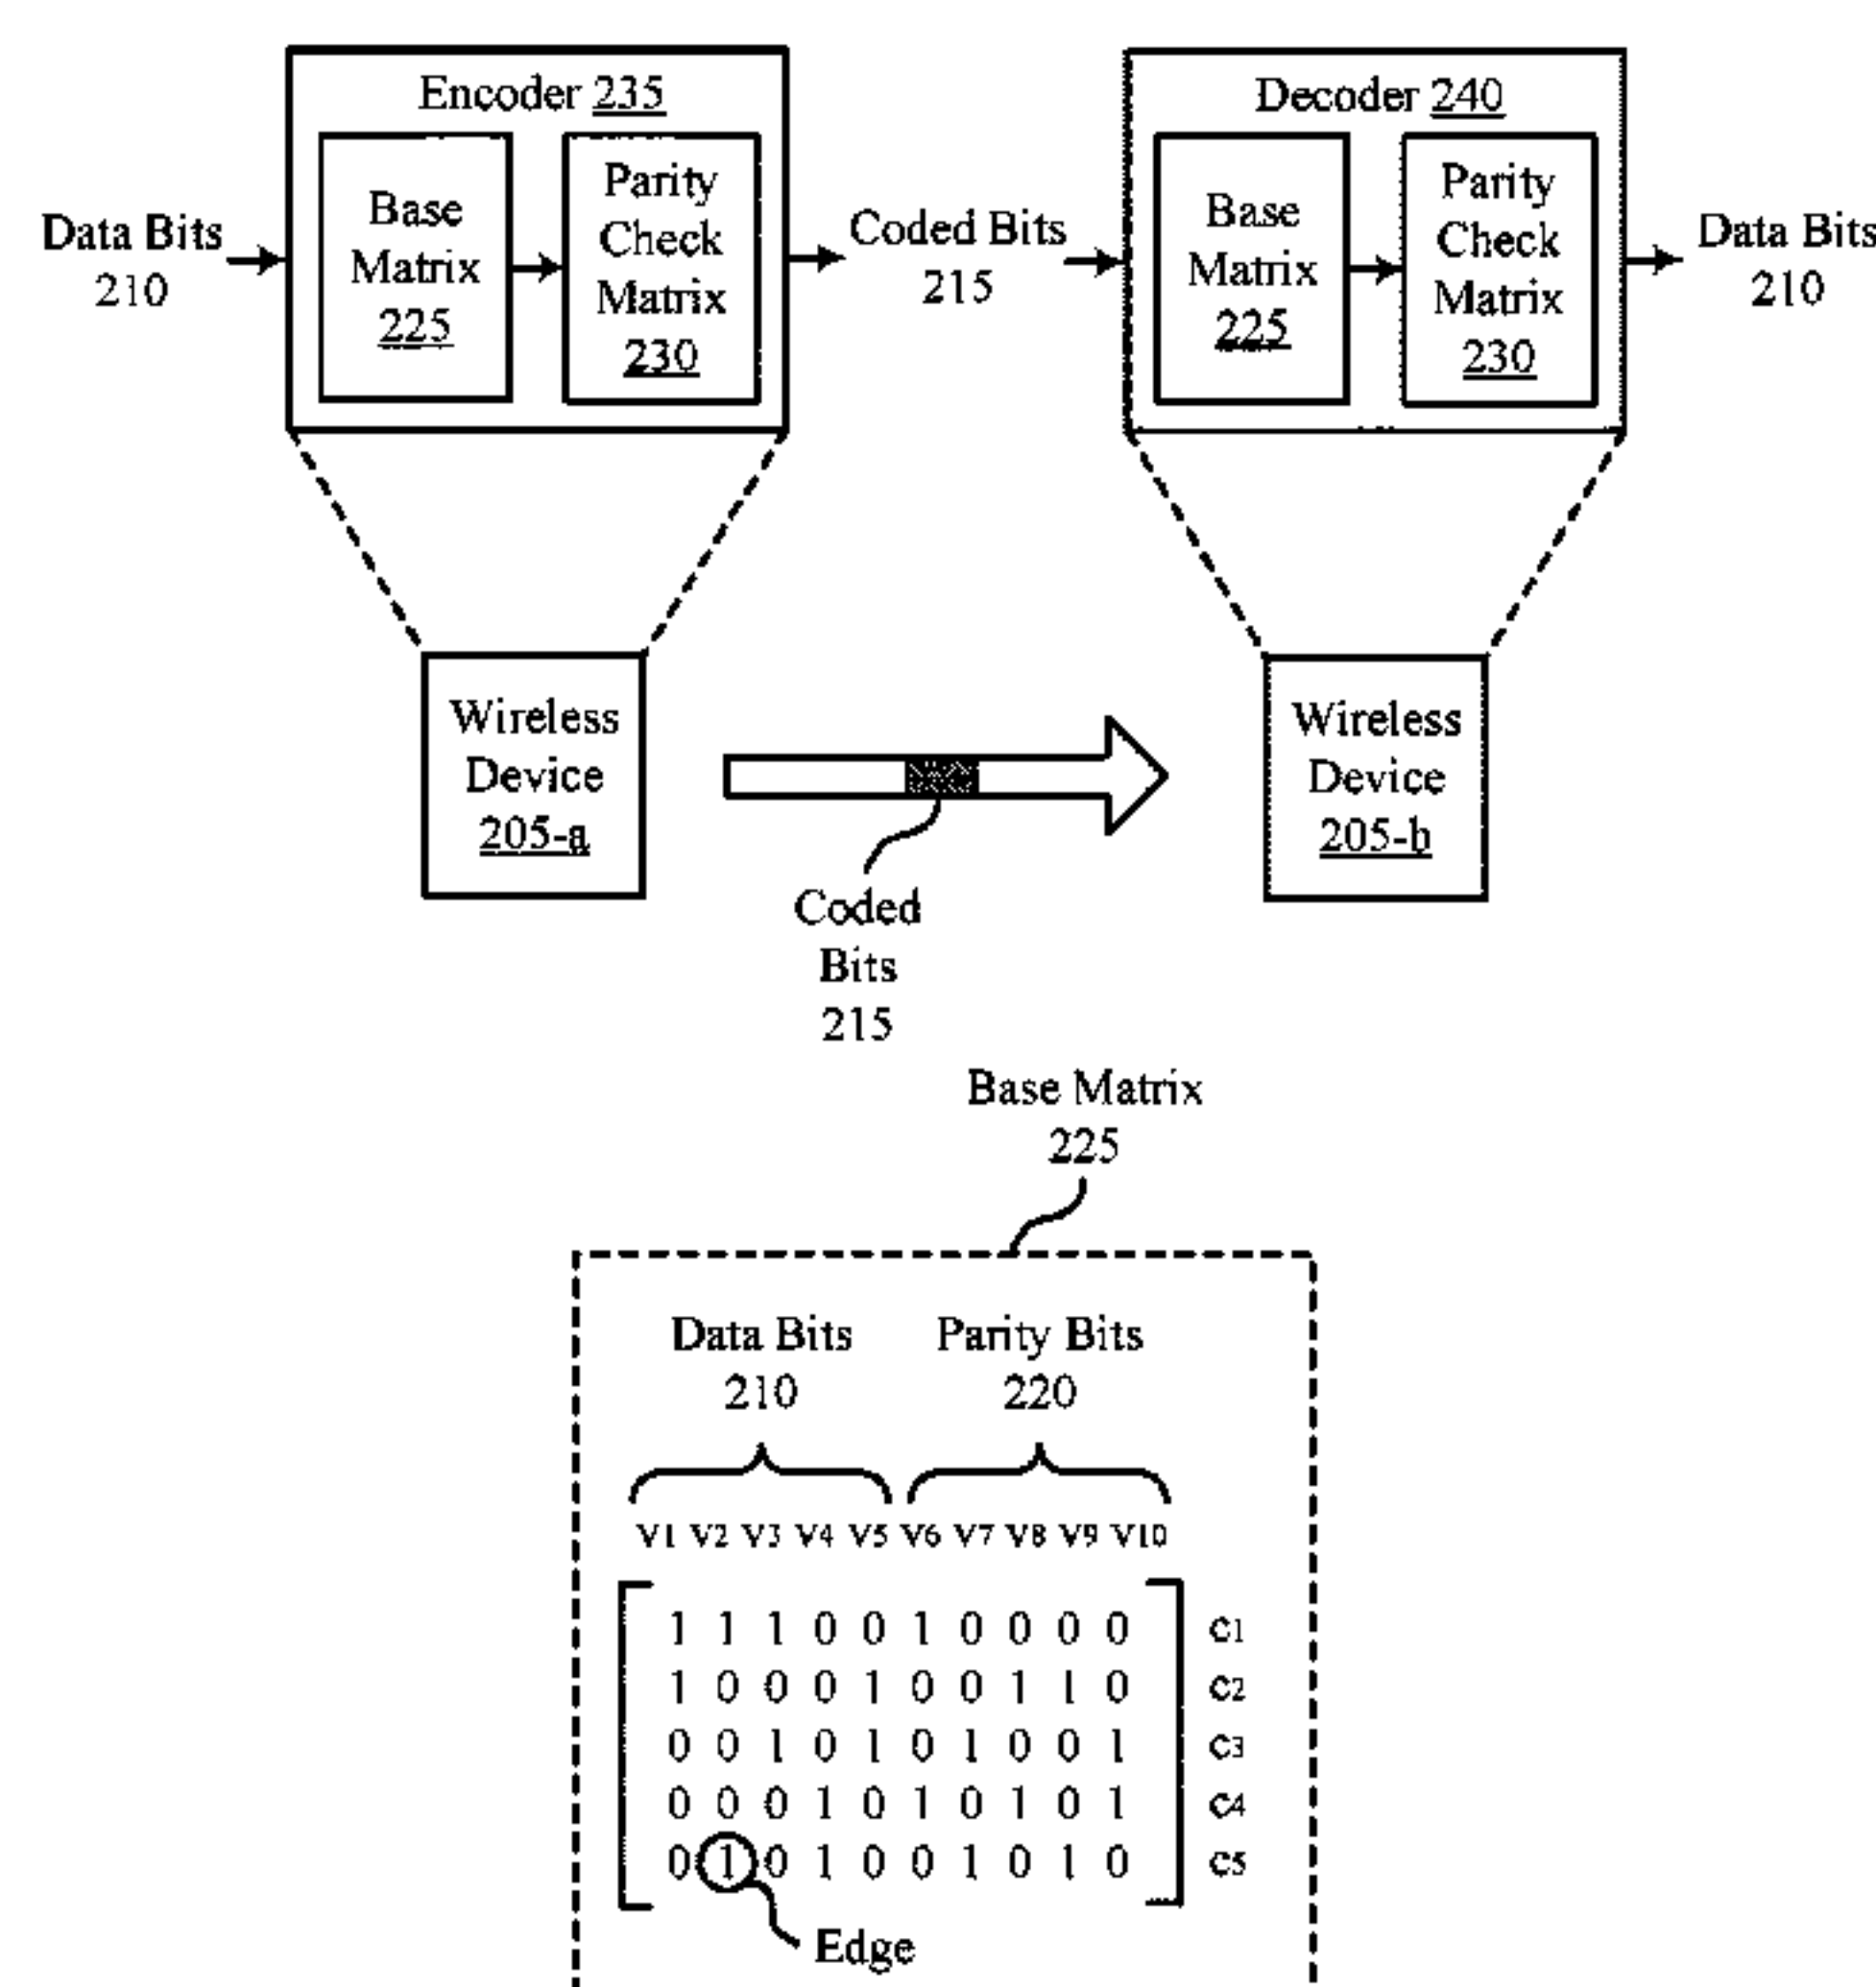 Encoder 235
Base
Matrix
225
Parity
Check
Matrix
230
Data Bits
210
Coded Bits
215
Decoder 240
Base
Matrix
225
Parity
Check
Matrix
230
Data Bits
210
Wireless
Device
205-a
Wireless
Device
205-b
Coded
Bits
215
Base Matrix
225
Data Bits
210
Parity Bits
220
V1 V2 V3 V4 V5 V6 V7 V8 V9 V10
1 1 1 0 0 1 0 0 0 0 c1
1 0 0 0 1 0 0 1 1 0 c2
0 0 1 0 1 0 1 0 0 1 c3
0 0 0 1 0 1 0 1 0 1 c4
0 1 0 1 0 0 1 0 1 0 c5
Edge